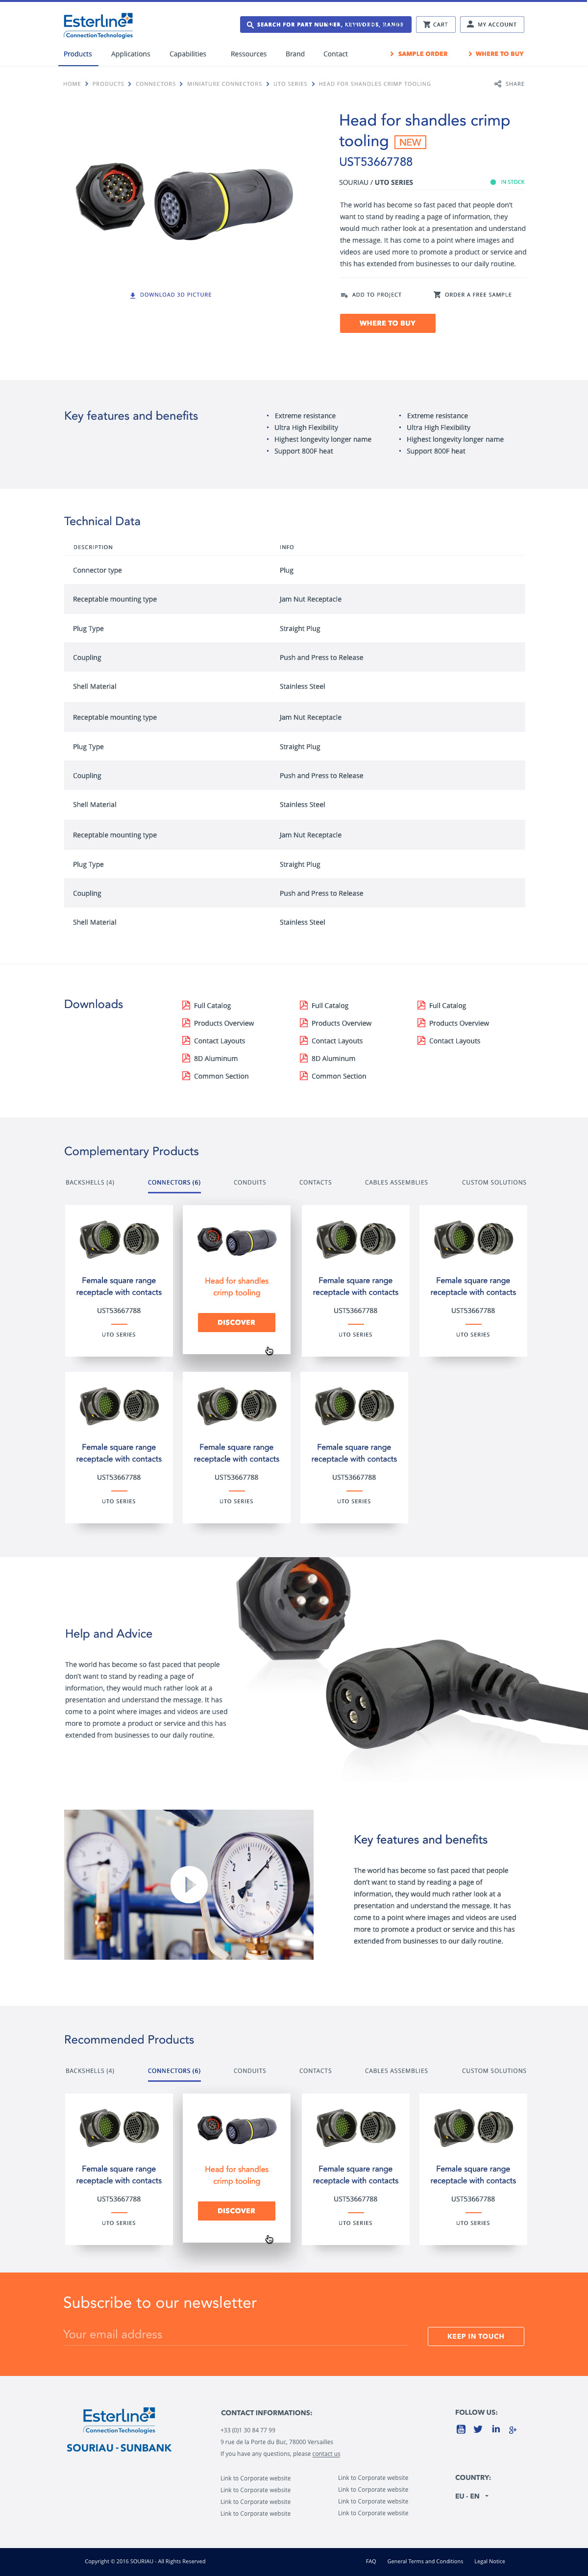 Esterline
Connection Technologies
SEARCH FOR PART NUMBER, KEYWORDS, RANGE
CART
MY ACCOUNT
Products
Applications
Capabilities
Ressources
Brand
Contact
SAMPLE ORDER
WHERE TO BUY
HOME > PRODUCTS > CONNECTORS > MINIATURE CONNECTORS > UTO SERIES > HEAD FOR SHANDLES CRIMP TOOLING
SHARE
Head for shandles crimp
tooling NEW
UST53667788
SOURIAU / UTO SERIES
IN STOCK
The world has become so fast paced that people don't
want to stand by reading a page of information, they
would much rather look at a presentation and understand
the message. It has come to a point where images and
videos are used more to promote a product or service and
this has extended from businesses to our daily routine.
DOWNLOAD 3D PICTURE
ADD TO PROJECT
ORDER A FREE SAMPLE
WHERE TO BUY
Key features and benefits
• Extreme resistance
• Ultra High Flexibility
• Highest longevity longer name
• Support 800F heat
• Extreme resistance
• Ultra High Flexibility
• Highest longevity longer name
• Support 800F heat
Technical Data
DESCRIPTION INFO
Connector type Plug
Receptable mounting type Jam Nut Receptacle
Plug Type Straight Plug
Coupling Push and Press to Release
Shell Material Stainless Steel
Receptable mounting type Jam Nut Receptacle
Plug Type Straight Plug
Coupling Push and Press to Release
Shell Material Stainless Steel
Receptable mounting type Jam Nut Receptacle
Plug Type Straight Plug
Coupling Push and Press to Release
Shell Material Stainless Steel
Downloads
Full Catalog
Products Overview
Contact Layouts
8D Aluminum
Common Section
Full Catalog
Products Overview
Contact Layouts
8D Aluminum
Common Section
Full Catalog
Products Overview
Contact Layouts
Complementary Products
BACKSHELLS (4)
CONNECTORS (6)
CONDUITS
CONTACTS
CABLES ASSEMBLIES
CUSTOM SOLUTIONS
Female square range
receptacle with contacts
UST53667788
UTO SERIES
Head for shandles
crimp tooling
DISCOVER
Female square range
receptacle with contacts
UST53667788
UTO SERIES
Female square range
receptacle with contacts
UST53667788
UTO SERIES
Female square range
receptacle with contacts
UST53667788
UTO SERIES
Female square range
receptacle with contacts
UST53667788
UTO SERIES
Female square range
receptacle with contacts
UST53667788
UTO SERIES
Help and Advice
The world has become so fast paced that people
don't want to stand by reading a page of
information, they would much rather look at a
presentation and understand the message. It has
come to a point where images and videos are used
more to promote a product or service and this has
extended from businesses to our daily routine.
Key features and benefits
The world has become so fast paced that people
don't want to stand by reading a page of
information, they would much rather look at a
presentation and understand the message. It has
come to a point where images and videos are used
more to promote a product or service and this has
extended from businesses to our daily routine.
Recommended Products
BACKSHELLS (4)
CONNECTORS (6)
CONDUITS
CONTACTS
CABLES ASSEMBLIES
CUSTOM SOLUTIONS
Female square range
receptacle with contacts
UST53667788
UTO SERIES
Head for shandles
crimp tooling
DISCOVER
Female square range
receptacle with contacts
UST53667788
UTO SERIES
Female square range
receptacle with contacts
UST53667788
UTO SERIES
Subscribe to our newsletter
Your email address
KEEP IN TOUCH
Esterline
Connection Technologies
SOURIAU - SUNBANK
CONTACT INFORMATIONS:
+33 (0)1 30 84 77 99
9 rue de la Porte du Buc, 78000 Versailles
If you have any questions, please contact us
Link to Corporate website
Link to Corporate website
Link to Corporate website
Link to Corporate website
Link to Corporate website
Link to Corporate website
Link to Corporate website
Link to Corporate website
FOLLOW US:
COUNTRY:
EU - EN
Copyright © 2016 SOURIAU - All Rights Reserved
FAQ
General Terms and Conditions
Legal Notice